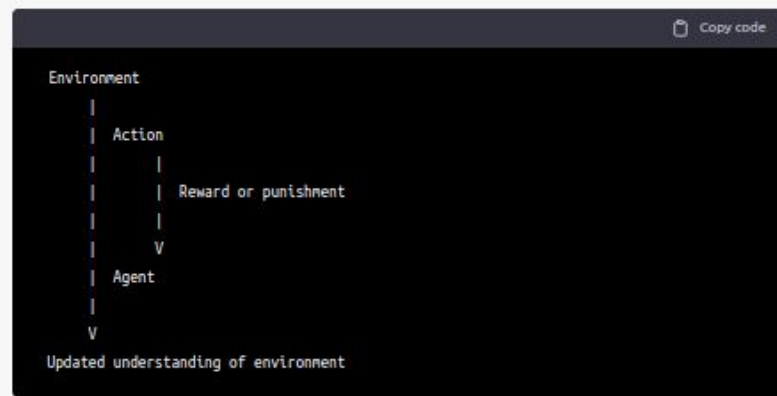 Copy code
Environment
|
| Action
| |
| | Reward or punishment
| |
| V
| Agent
|
V
Updated understanding of environment